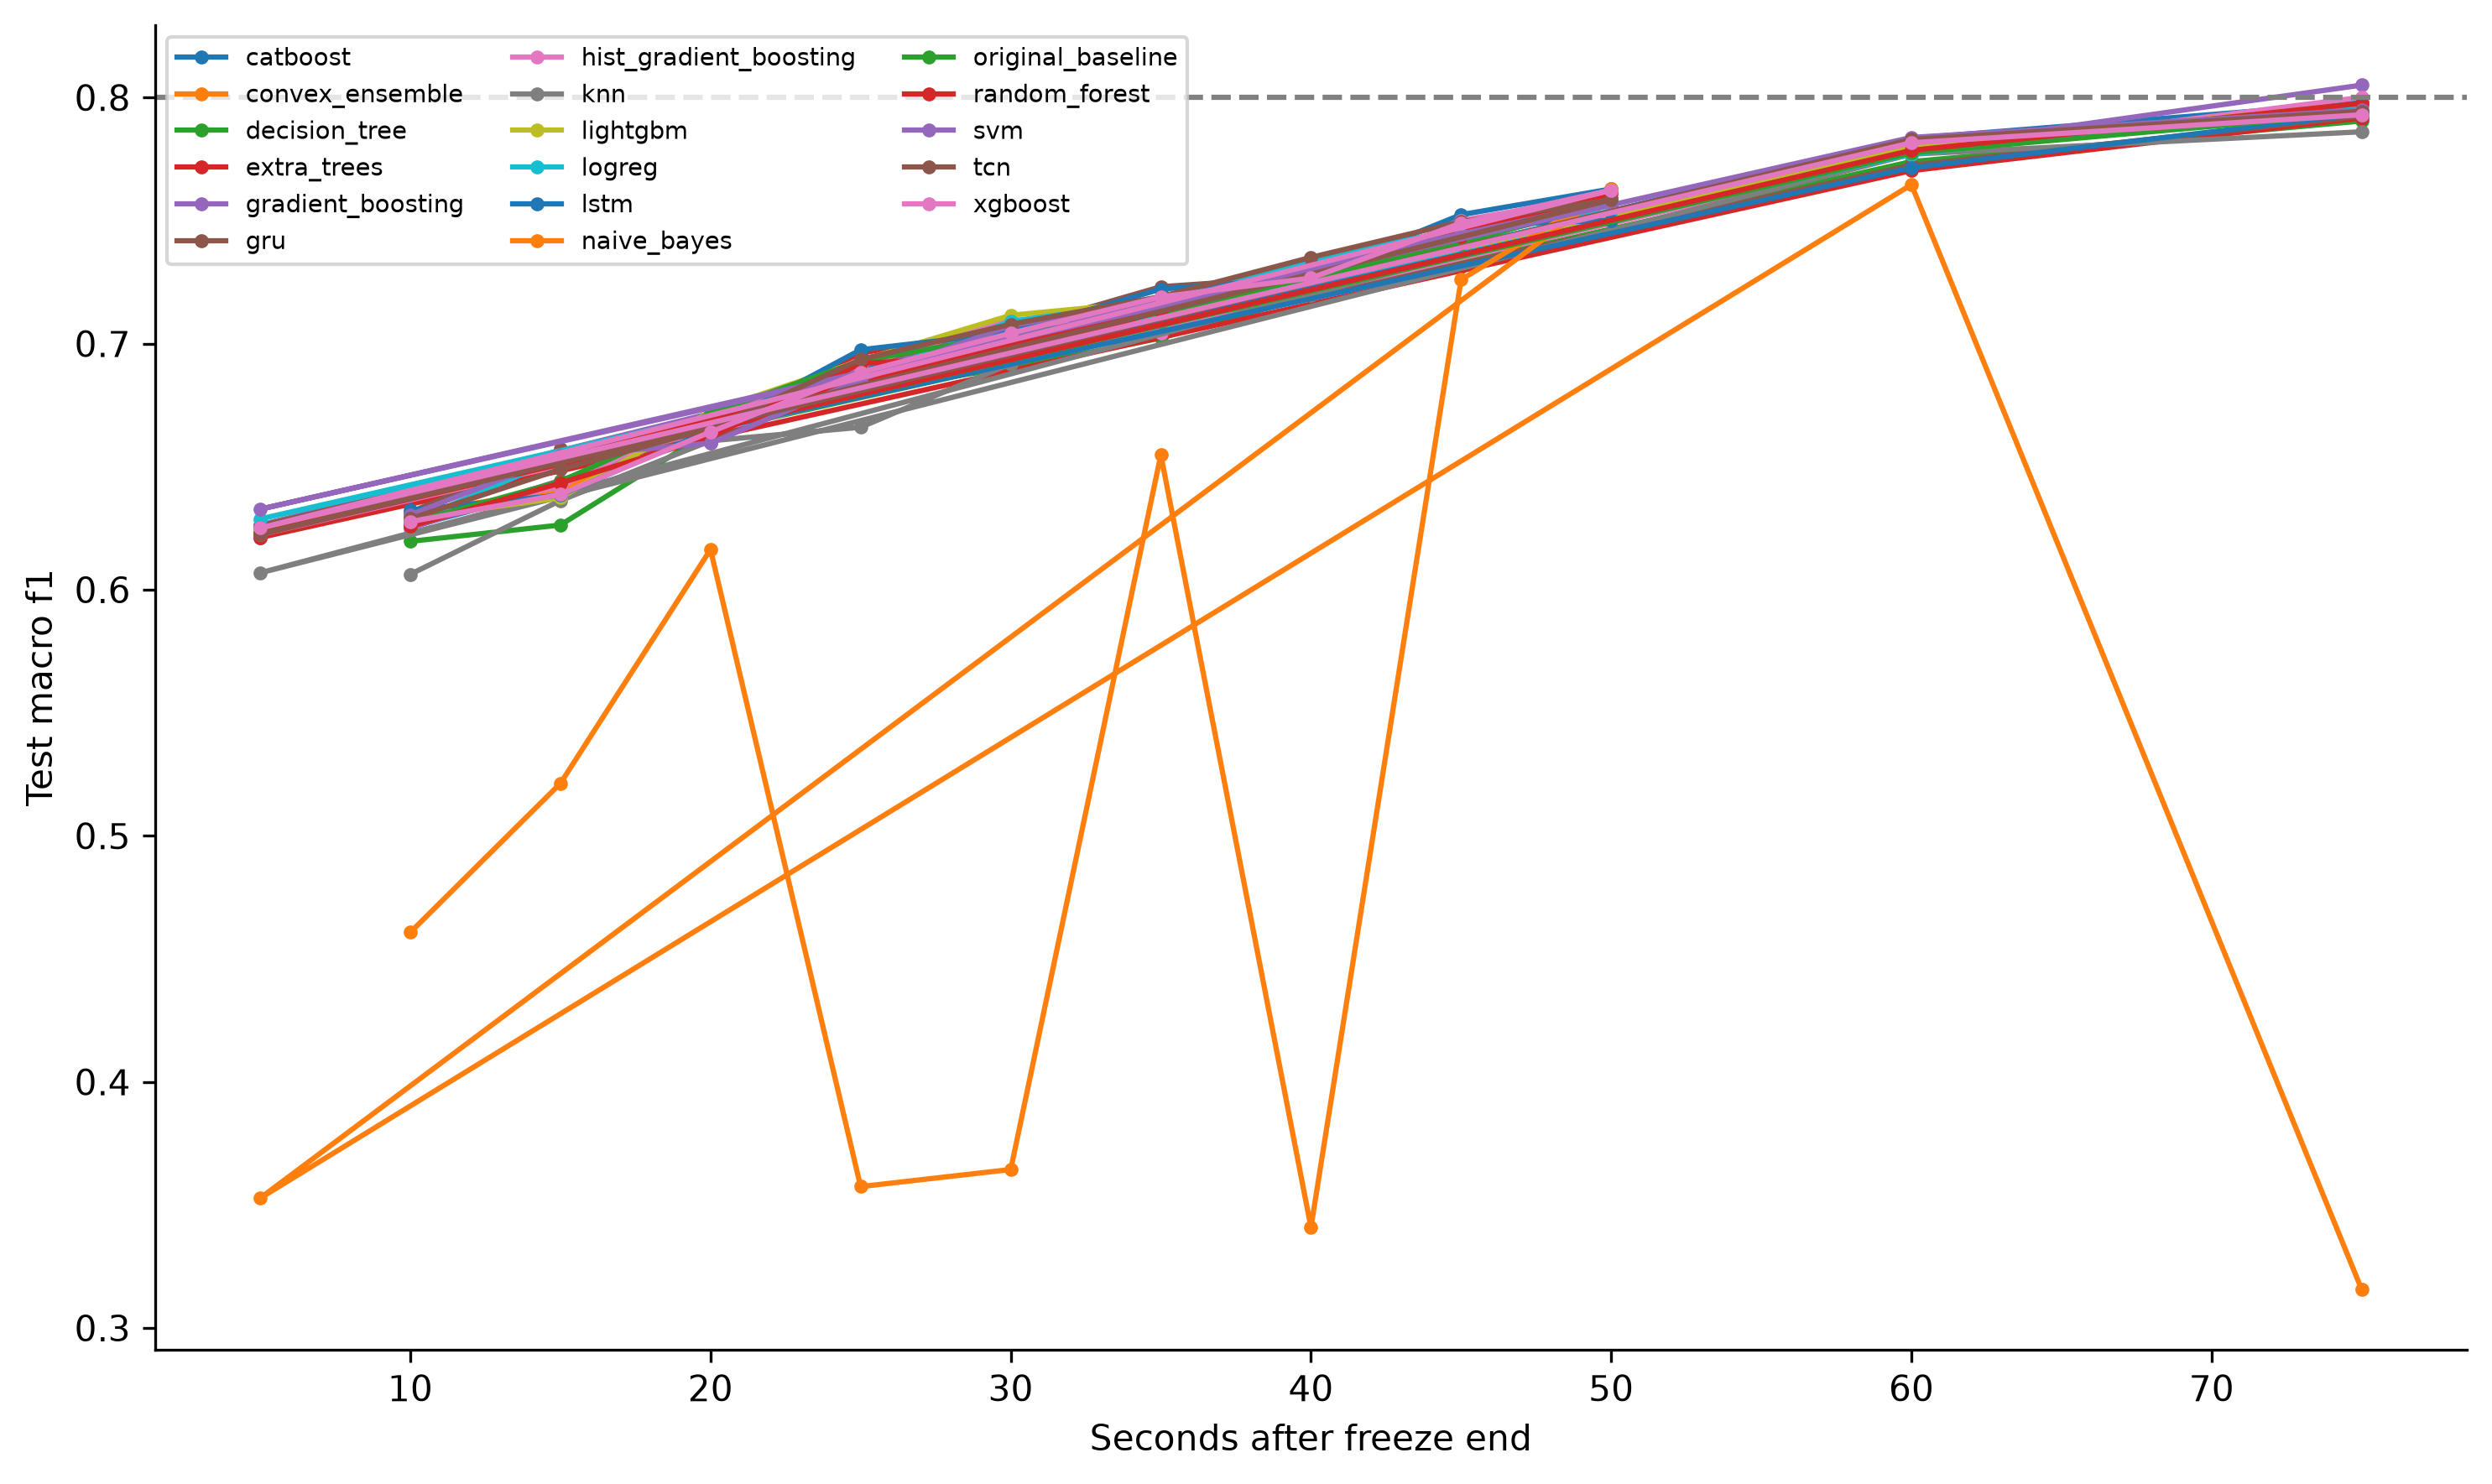 catboost
convex_ensemble
decision_tree
extra_trees
gradient_boosting
gru
hist_gradient_boosting
knn
lightgbm
logreg
lstm
naive_bayes
original_baseline
random_forest
svm
tcn
xgboost
0.8
0.7
0.6
0.5
0.4
0.3
Test macro f1
10 20 30 40 50 60 70
Seconds after freeze end